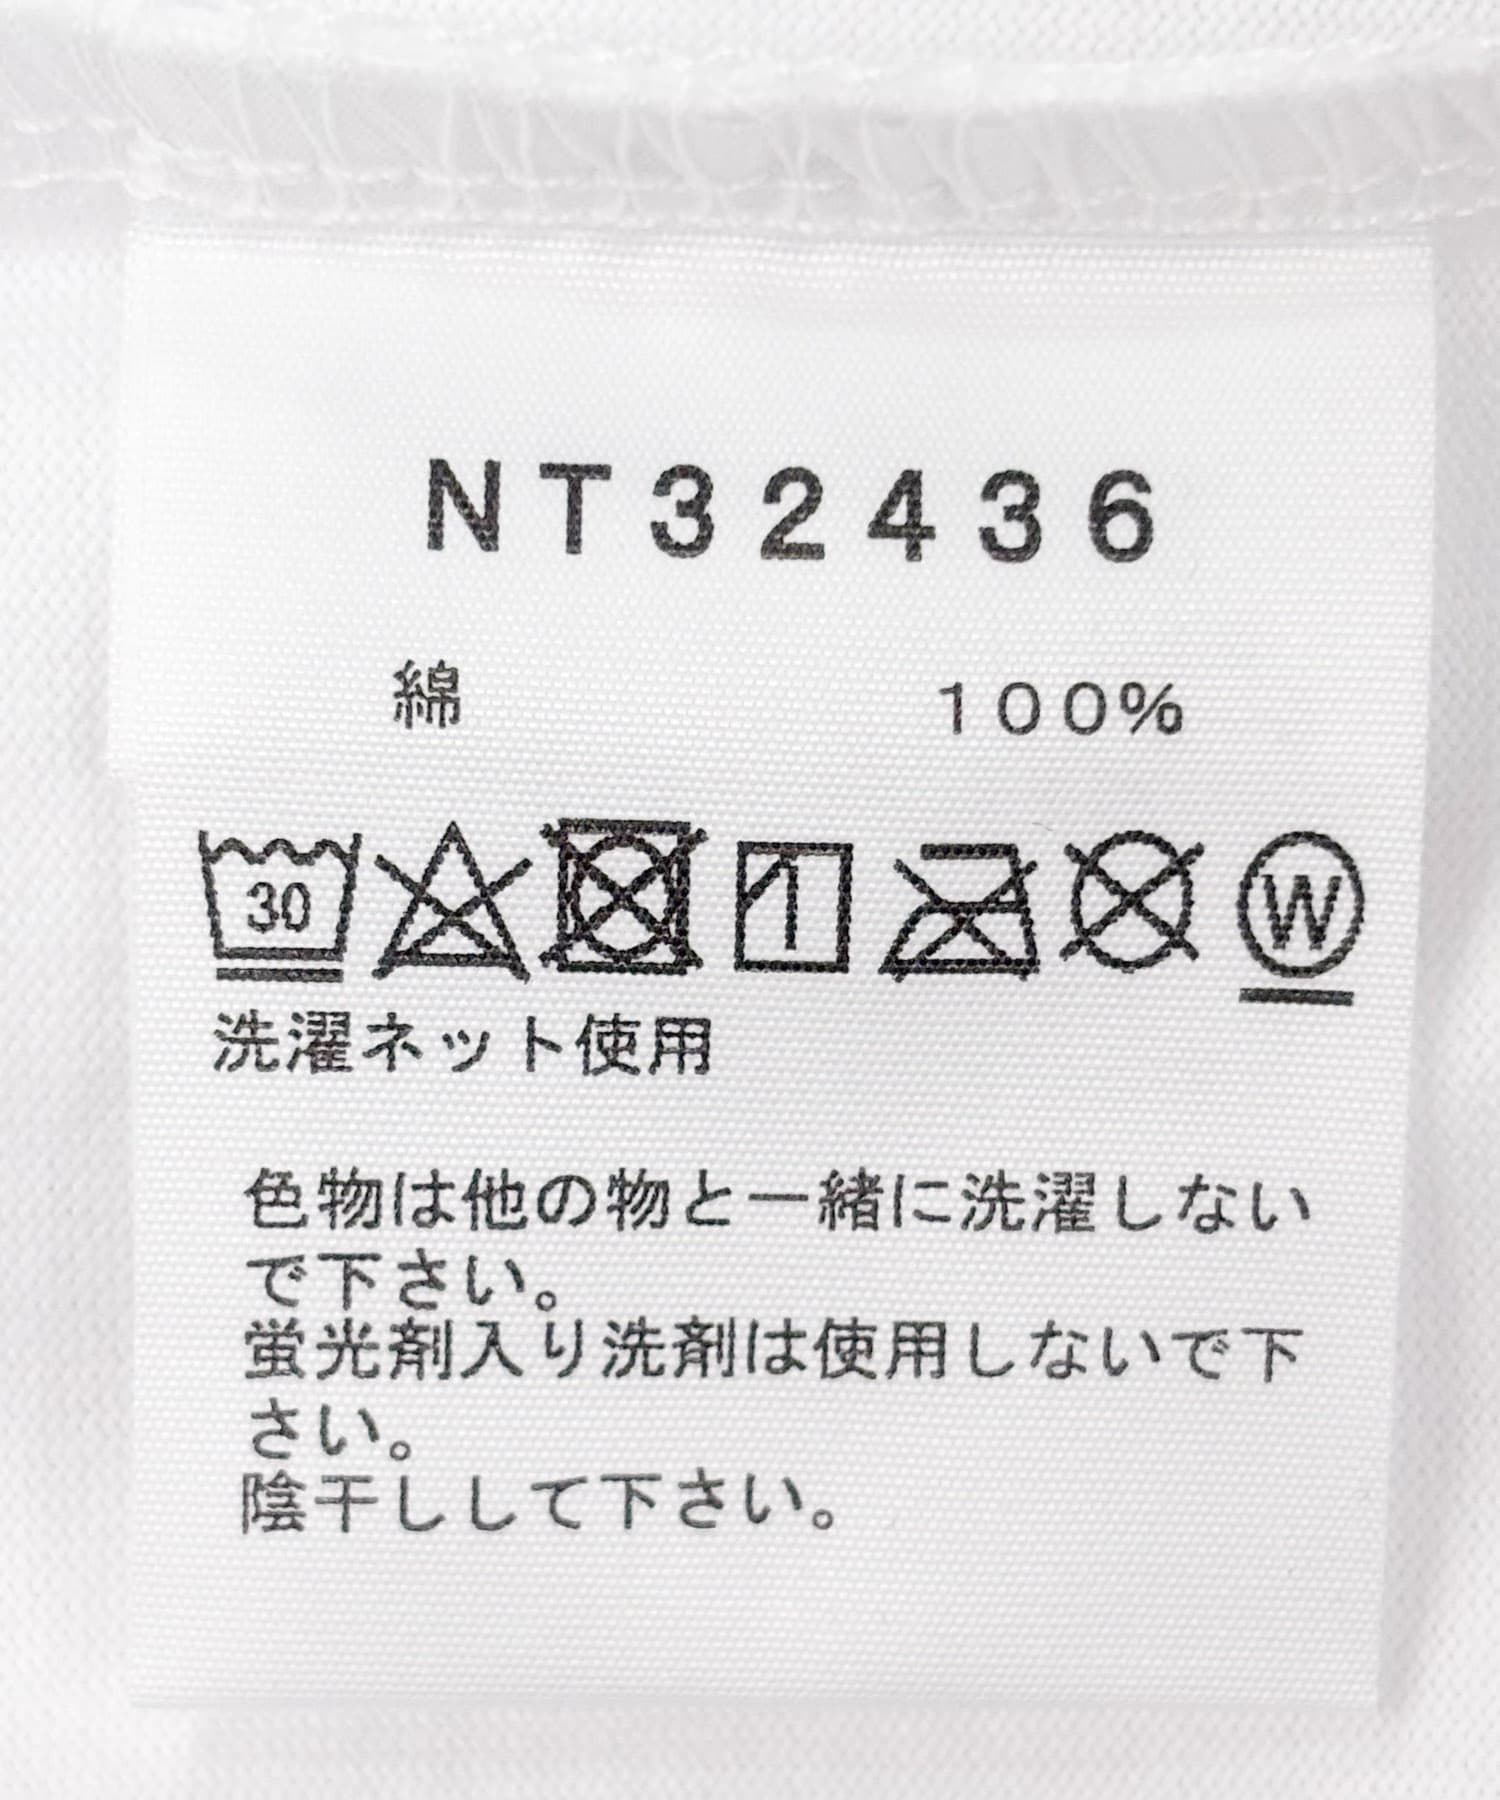 NT32436
綿 100%
30 W
洗濯ネット使用
色物は他の物と一緒に洗濯しない
で下さい。
蛍光剤入り洗剤は使用しないで下
さい。
陰干しして下さい。